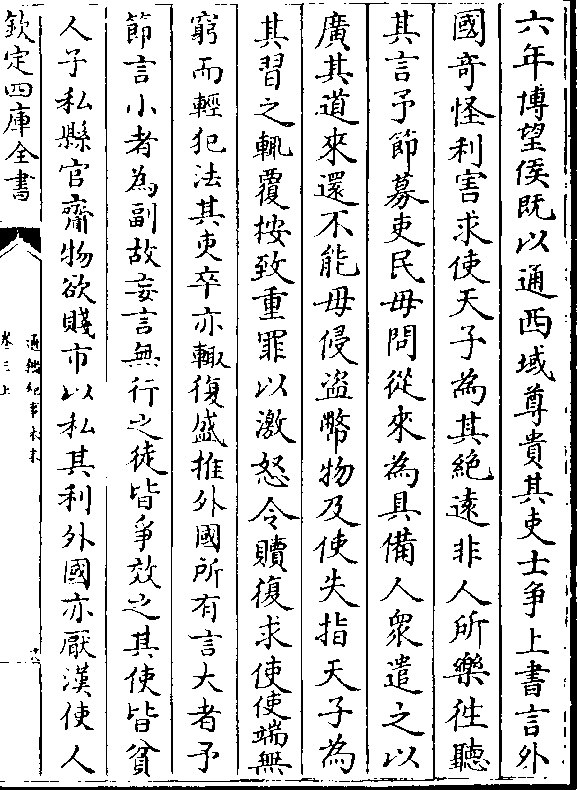 六年博望侯既以通西域尊貴其吏士爭上書言外
國竒怪利害求使天子為其絶遠非人所樂徃聽
其言予節募吏民毋問從來為具備人衆遣之以
廣其道來還不能毋侵盗幣物及使失指天子為
其習之輒覆按致重罪以激怒令贖復求使使端無
窮而輕犯法其吏卒亦輙復盛推外國所有言大者予
節言小者為副故妄言無行之徒皆爭效之其使皆貧
人子私縣官齎物欲賤市以私其利外國亦厭漢使人
欽定四庫全書
通鑑紀事本末
卷三上